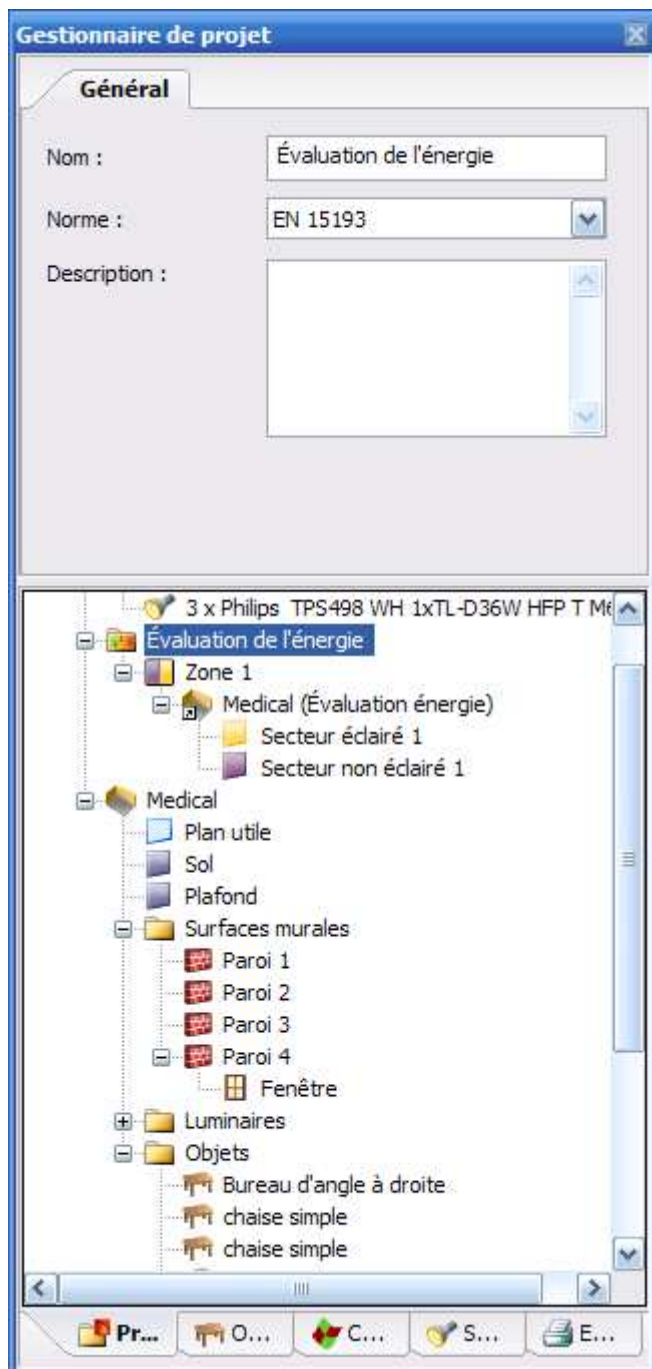 Gestionnaire de projet
Général
Nom : Évaluation de l'énergie
Norme : EN 15193
Description :
3 x Philips TPS498 WH 1xTL-D36W HFP T M6
Évaluation de l'énergie
Zone 1
Medical (Évaluation énergie)
Secteur éclairé 1
Secteur non éclairé 1
Medical
Plan utile
Sol
Plafond
Surfaces murales
Paroi 1
Paroi 2
Paroi 3
Paroi 4
Fenêtre
Luminaires
Objets
Bureau d'angle à droite
chaise simple
chaise simple
Pr... O... C... S... E...